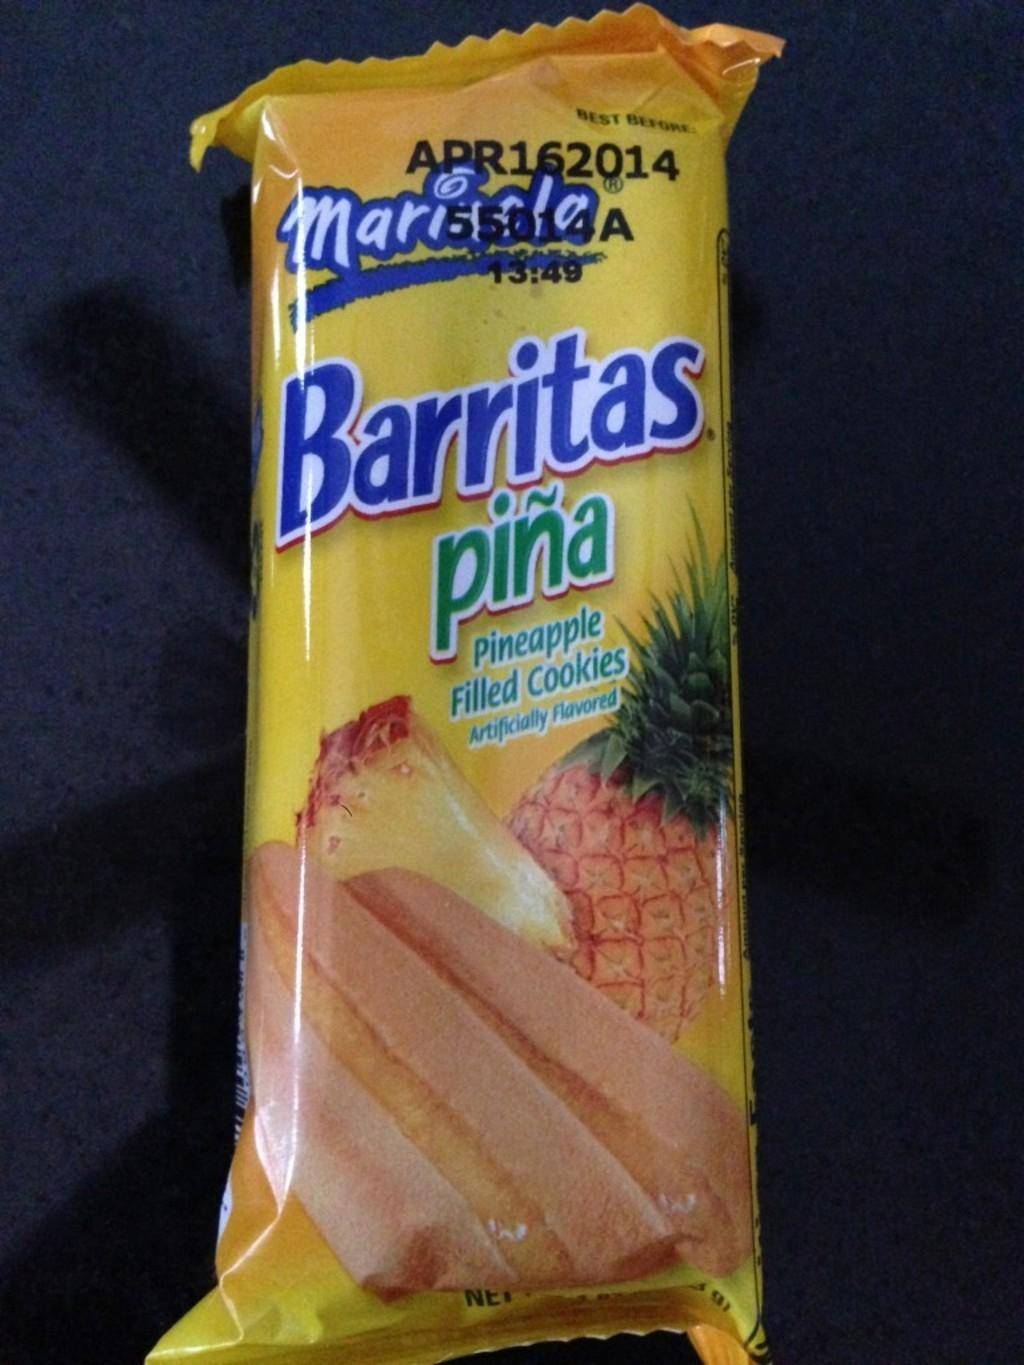 BEST BEFORE:
APR162014
Marinela®
55014A
13:49
Barritas
piña
Pineapple
Filled Cookies
Artificially Flavored
NET